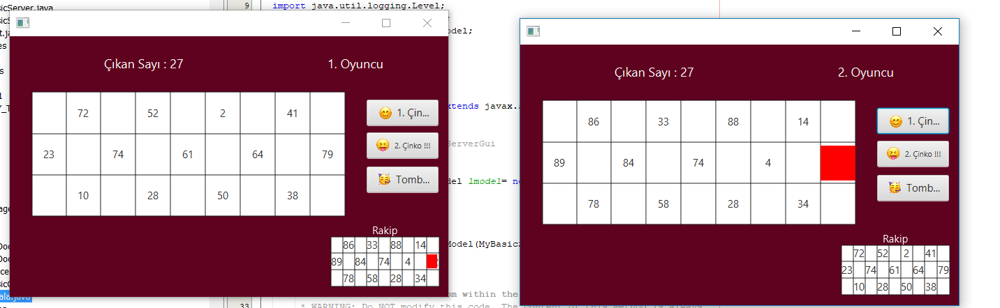 sicServer.java
9 import java.util.logging.Level;
odel;
Çıkan Sayı : 27 1. Oyuncu
72 52 2 41
23 74 61 64 79
10 28 50 38
1. Çin...
2. Çinko !!!
Tomb...
Rakip
86 33 88 14
89 84 74 4
78 58 28 34
xtends javax.
ServerGui
del lmodel= n
Model(MyBasic
om within the
33 * WARNING: Do NOT modify this code. The content of this method is always
ala.java
Çıkan Sayı : 27 2. Oyuncu
86 33 88 14
89 84 74 4
78 58 28 34
1. Çin...
2. Çinko !!!
Tomb...
Rakip
72 52 2 41
23 74 61 64 79
10 28 50 38